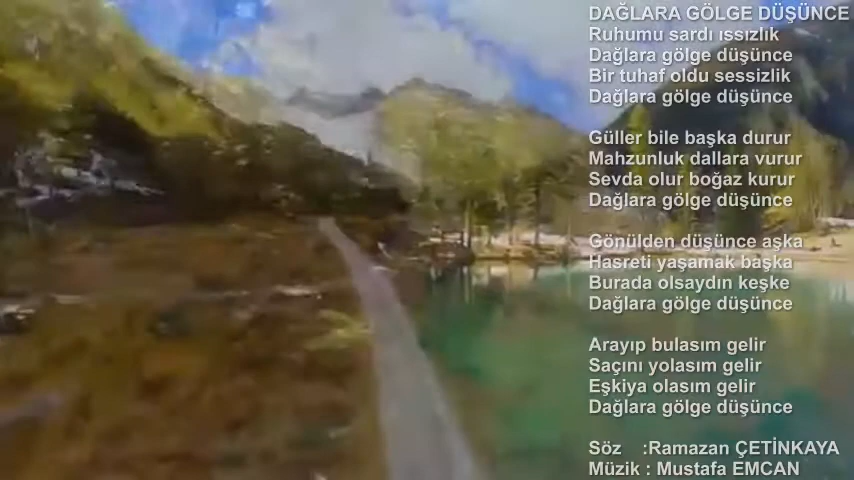 DAĞLARA GÖLGE DÜŞÜNCE
Ruhumu sardı ıssızlık
Dağlara gölge düşünce
Bir tuhaf oldu sessizlik
Dağlara gölge düşünce
Güller bile başka durur
Mahzunluk dallara vurur
Sevda olur boğaz kurur
Dağlara gölge düşünce
Gönülden düşünce aşka
Hasreti yaşamak başka
Burada olsaydın keşke
Dağlara gölge düşünce
Arayıp bulasım gelir
Saçını yolasım gelir
Eşkiya olasım gelir
Dağlara gölge düşünce
Söz :Ramazan ÇETİNKAYA
Müzik : Mustafa EMCAN